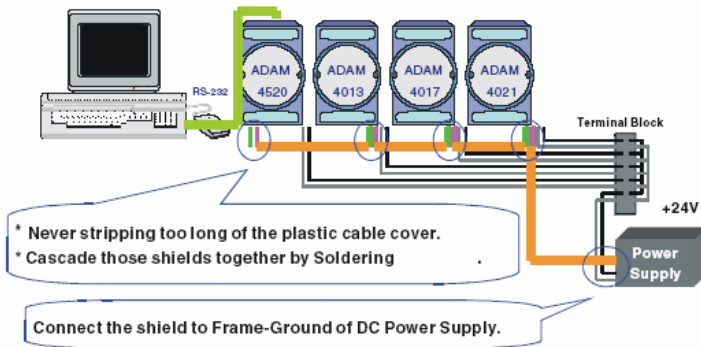 RS-232
ADAM
4520
ADAM
4013
ADAM
4017
ADAM
4021
Terminal Block
+24V
Power
Supply
* Never stripping too long of the plastic cable cover.
* Cascade those shields together by Soldering .
Connect the shield to Frame-Ground of DC Power Supply.